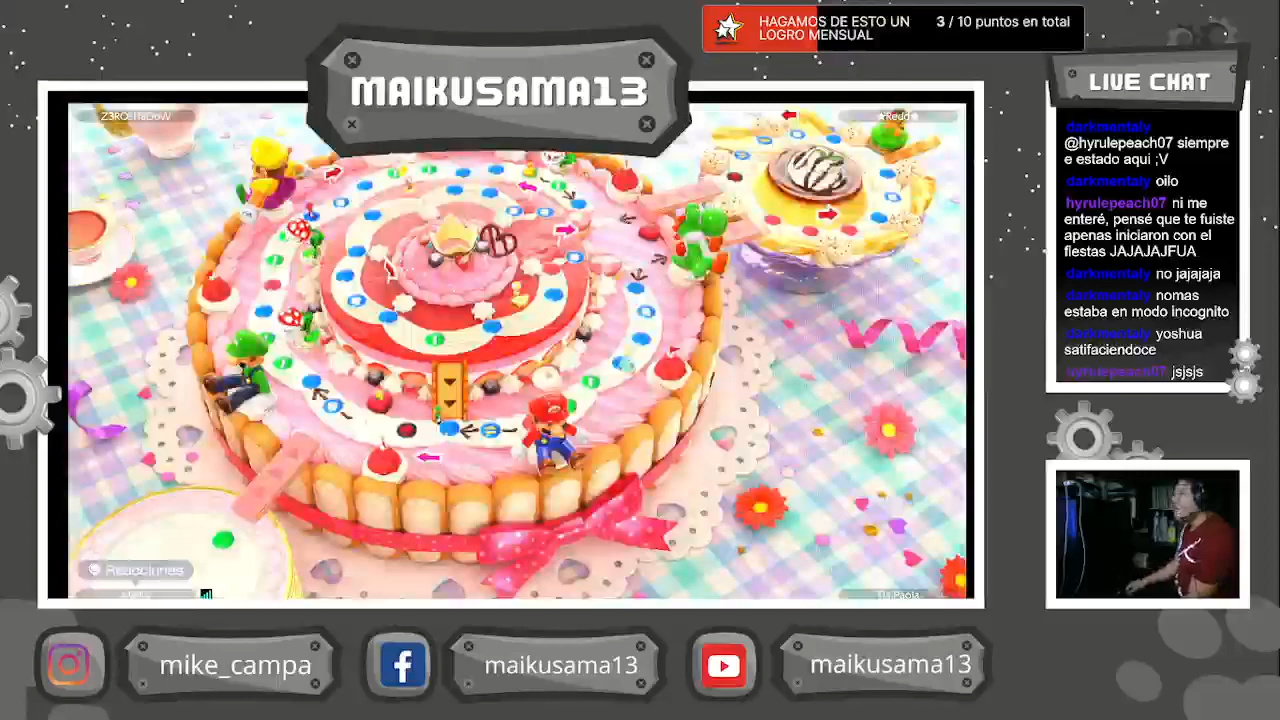 HAGAMOS DE ESTO UN
LOGRO MENSUAL
3 / 10 puntos en total
MAIKUSAMA13
LIVE CHAT
★Redd
darkmentaly
@hyrulepeach07 siempre
e estado aqui ;V
darkmentaly oilo
hyrulepeach07 ni me
enteré, pensé que te fuiste
apenas iniciaron con el
fiestas JAJAJAJFUA
darkmentaly no jajajaja
darkmentaly nomas
estaba en modo incognito
darkmentaly yoshua
satifaciendoce
hyrulepeach07 jsjsjs
Reacciones
mike_campa
maikusama13
maikusama13